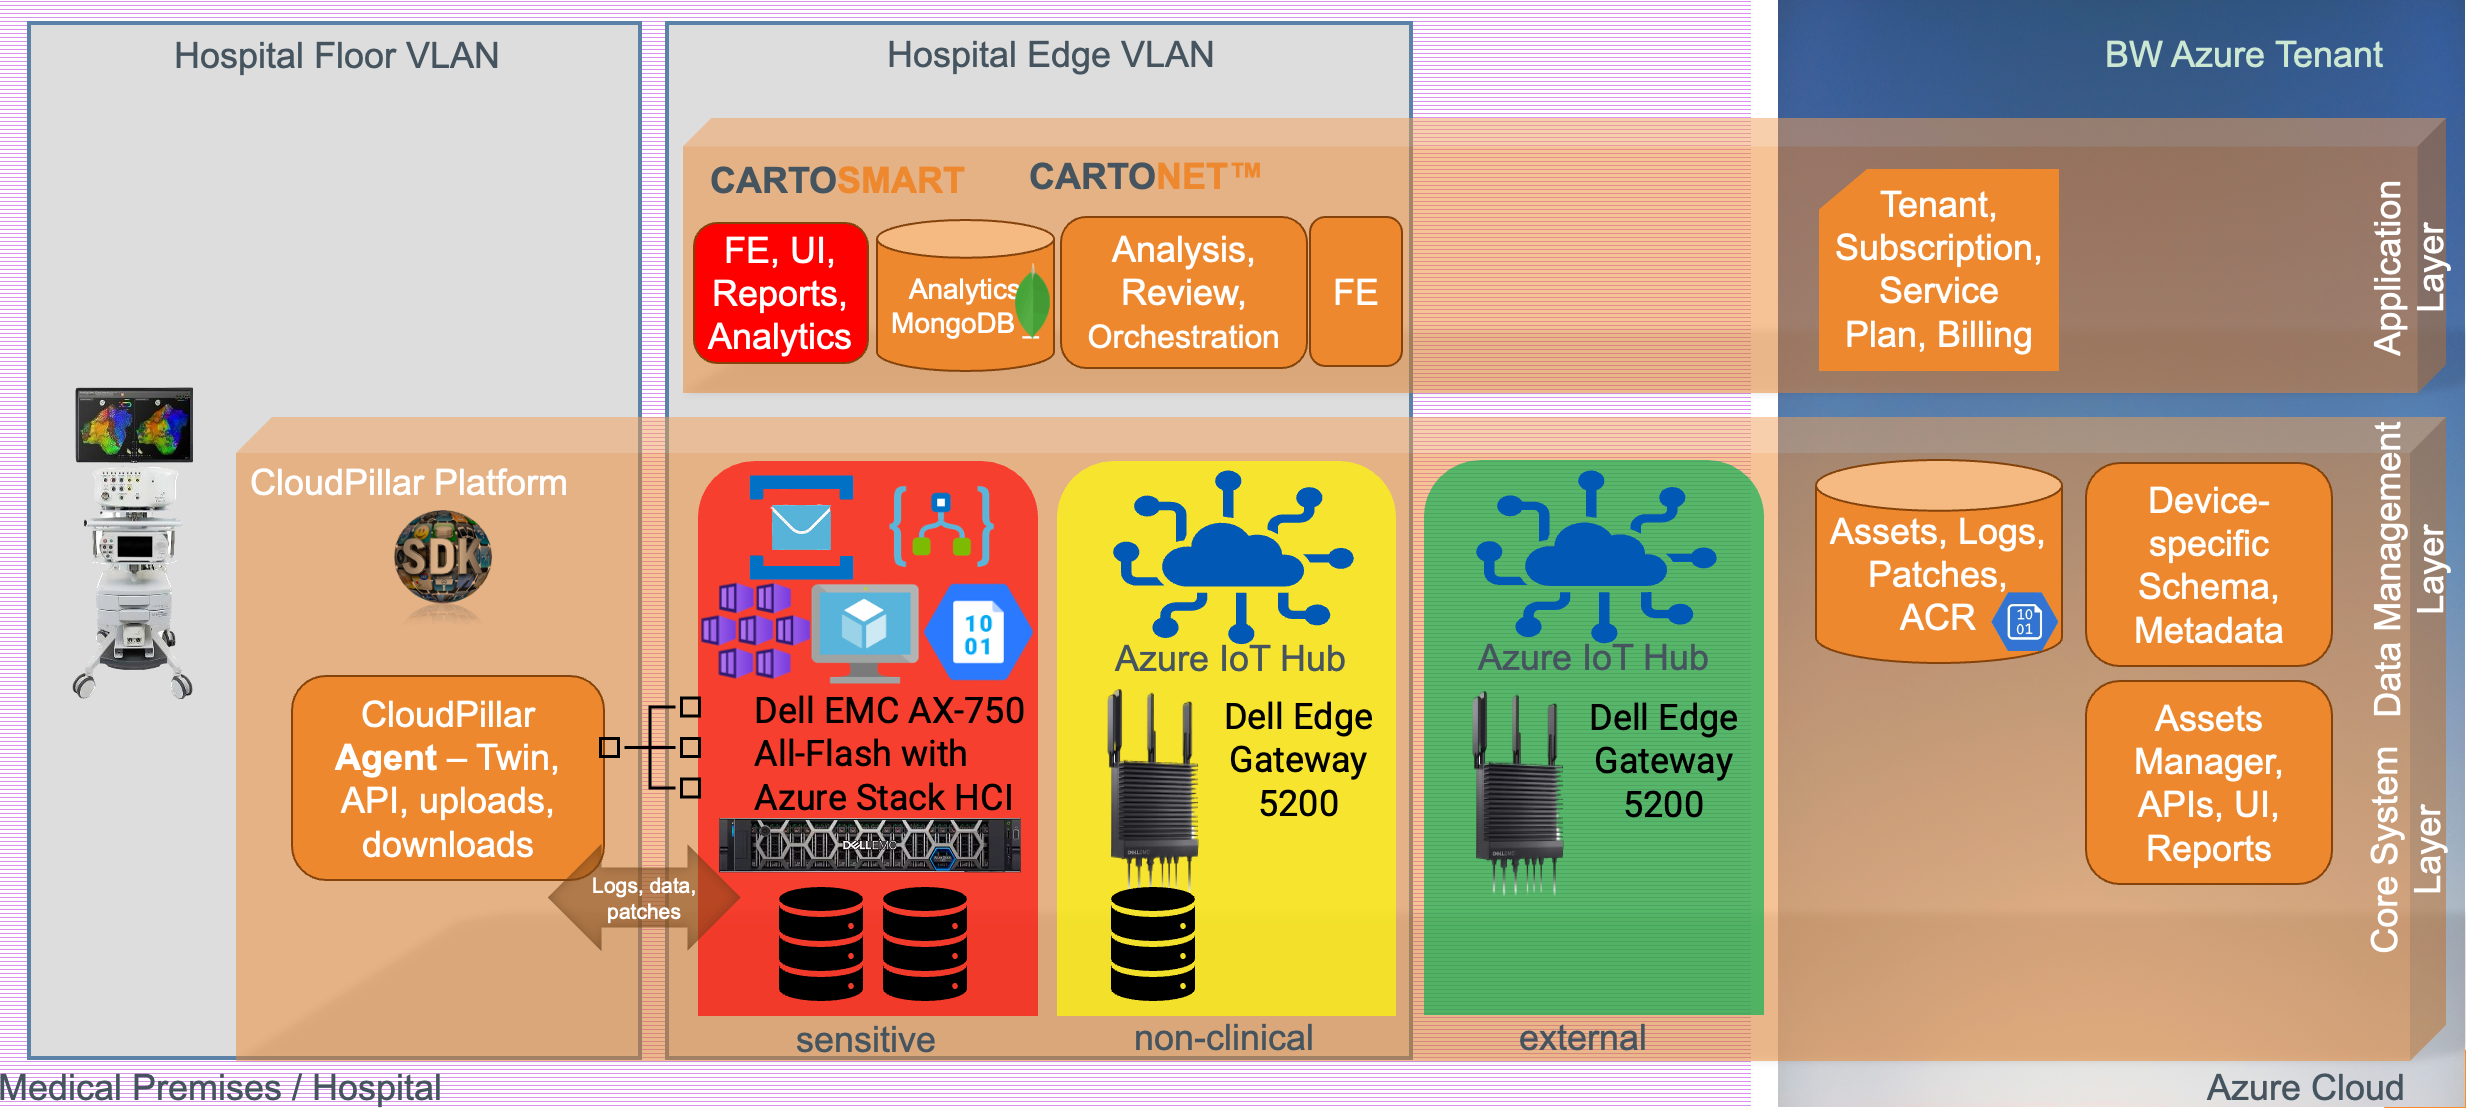 Hospital Floor VLAN
Hospital Edge VLAN
BW Azure Tenant
CARTOSMART
CARTONET™
FE, UI,
Reports,
Analytics
Analytics
MongoDB
Analysis,
Review,
Orchestration
FE
Tenant,
Subscription,
Service
Plan, Billing
Application
Layer
CloudPillar Platform
SDK
CloudPillar
Agent – Twin,
API, uploads,
downloads
Logs, data,
patches
10
01
Dell EMC AX-750
All-Flash with
Azure Stack HCI
DELLEMC
sensitive
Azure IoT Hub
Dell Edge
Gateway
5200
DELLEMC
non-clinical
Azure IoT Hub
Dell Edge
Gateway
5200
DELLEMC
external
Assets, Logs,
Patches,
ACR
10
01
Device-
specific
Schema,
Metadata
Assets
Manager,
APIs, UI,
Reports
Data Management
Layer
Core System
Layer
Medical Premises / Hospital
Azure Cloud